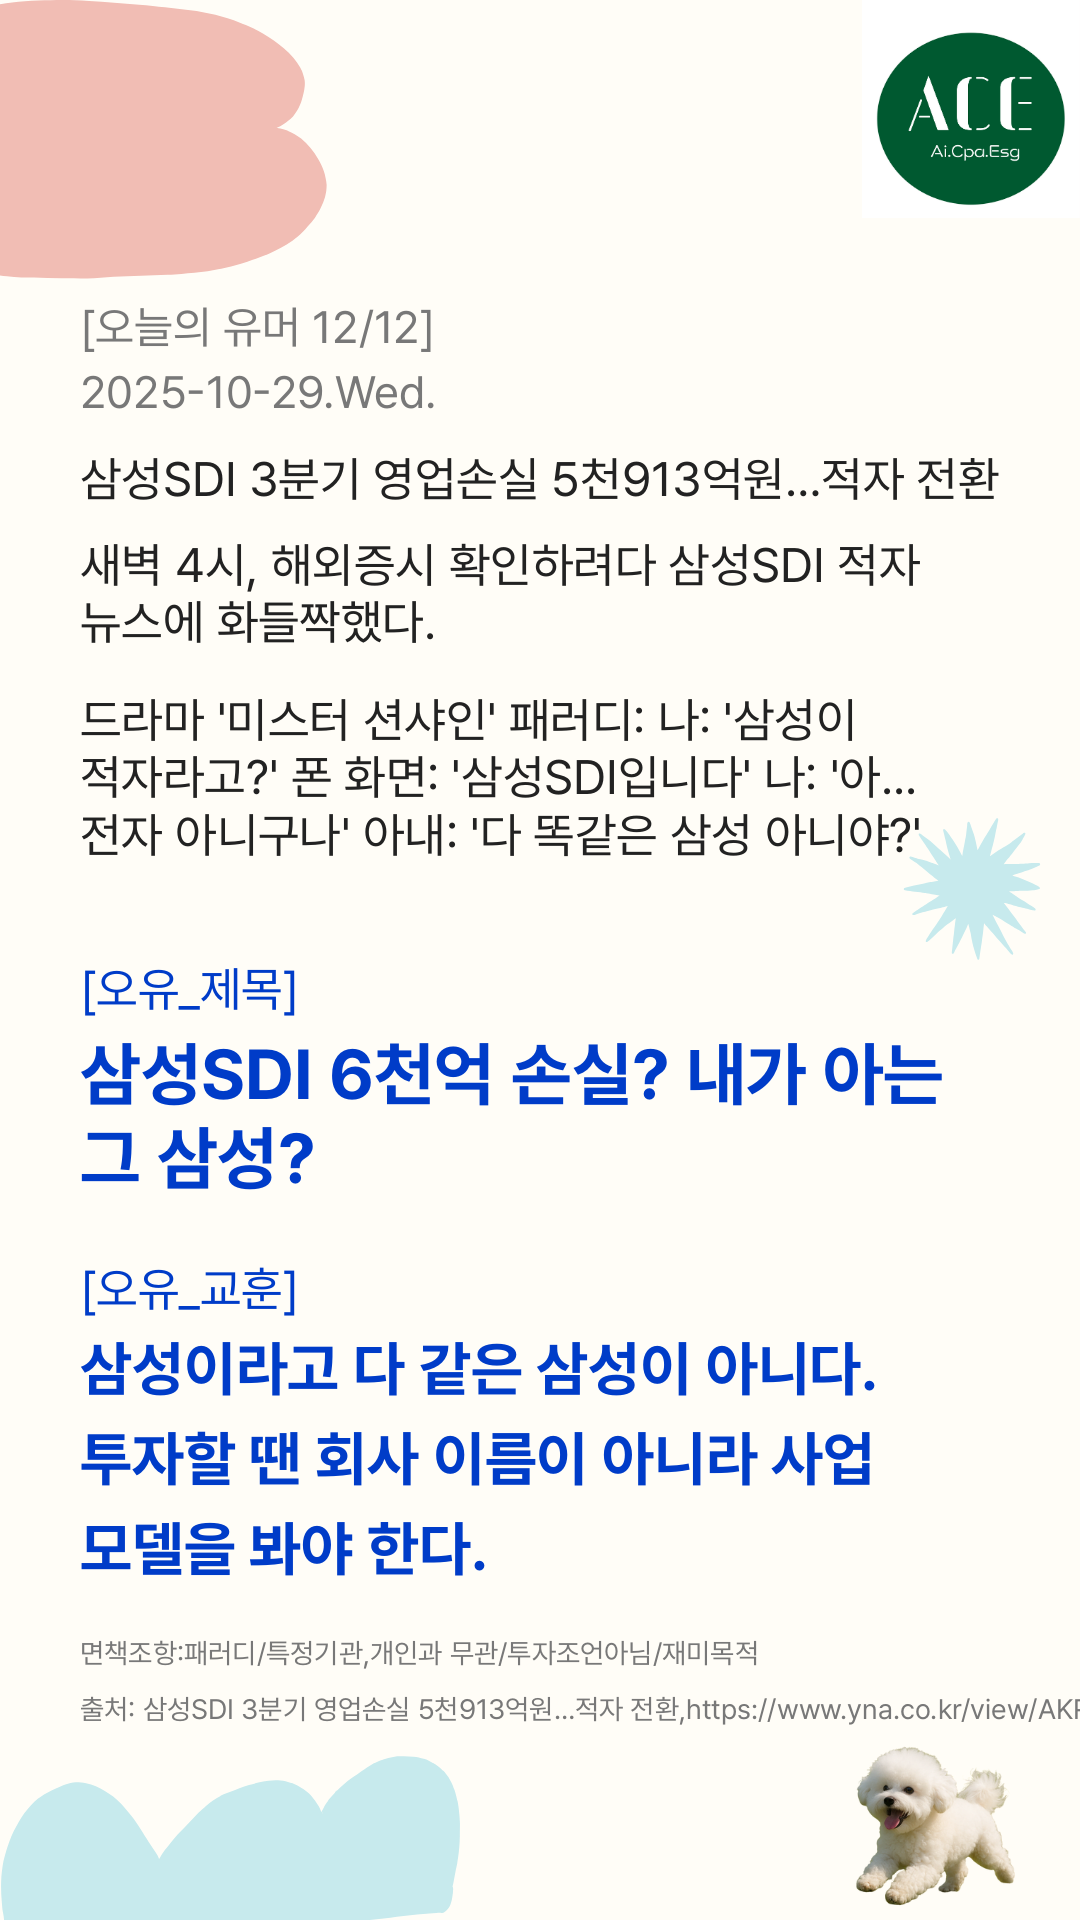 ACE
Ai.Cpa.Esg
[오늘의 유머 12/12]
2025-10-29.Wed.
삼성SDI 3분기 영업손실 5천913억원...적자 전환
새벽 4시, 해외증시 확인하려다 삼성SDI 적자
뉴스에 화들짝했다.
드라마 '미스터 션샤인' 패러디: 나: '삼성이
적자라고?' 폰 화면: '삼성SDI입니다' 나: '아...
전자 아니구나' 아내: '다 똑같은 삼성 아니야?'
[오유_제목]
삼성SDI 6천억 손실? 내가 아는
그 삼성?
[오유_교훈]
삼성이라고 다 같은 삼성이 아니다.
투자할 땐 회사 이름이 아니라 사업
모델을 봐야 한다.
면책조항:패러디/특정기관,개인과 무관/투자조언아님/재미목적
출처: 삼성SDI 3분기 영업손실 5천913억원...적자 전환,https://www.yna.co.kr/view/AKR